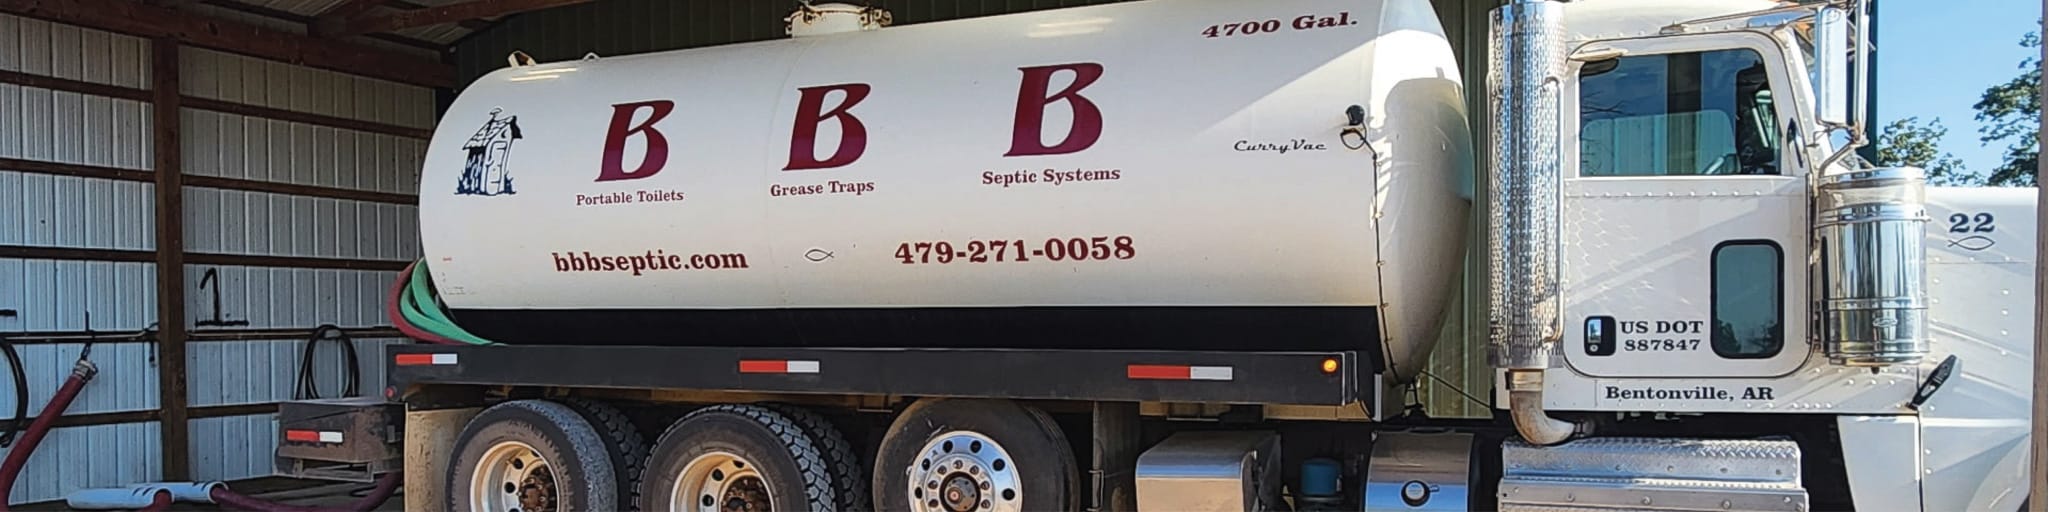 4700 Gal.
B B B
Portable Toilets
Grease Traps
Septic Systems
CurryVac
bbbseptic.com
479-271-0058
22
US DOT
887847
Bentonville, AR